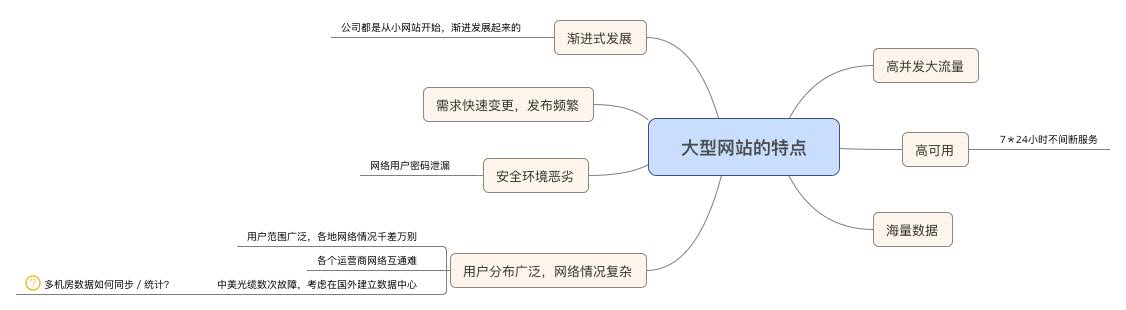 大型网站的特点
高并发大流量
高可用
7＊24小时不间断服务
海量数据
渐进式发展
公司都是从小网站开始，渐进发展起来的
需求快速变更，发布频繁
安全环境恶劣
网络用户密码泄漏
用户分布广泛，网络情况复杂
用户范围广泛，各地网络情况千差万别
各个运营商网络互通难
中美光缆数次故障，考虑在国外建立数据中心
? 多机房数据如何同步 / 统计？